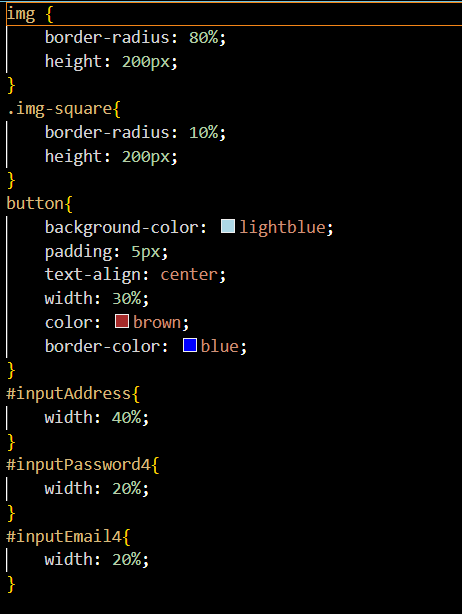 img {
    border-radius: 80%;
    height: 200px;
}
.img-square{
    border-radius: 10%;
    height: 200px;
}
button{
    background-color: lightblue;
    padding: 5px;
    text-align: center;
    width: 30%;
    color: brown;
    border-color: blue;
}
#inputAddress{
    width: 40%;
}
#inputPassword4{
    width: 20%;
}
#inputEmail4{
    width: 20%;
}